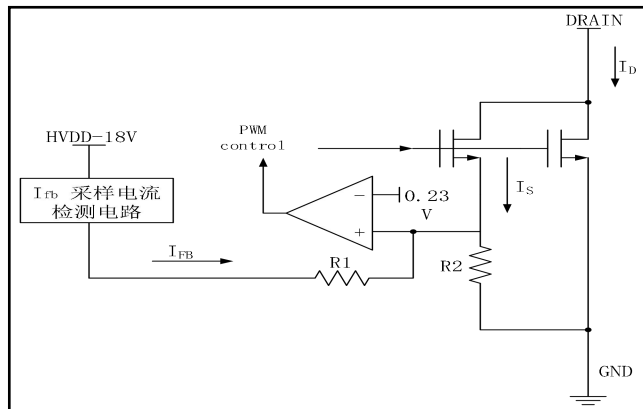 DRAIN
I_D
HVDD-18V
PWM
control
I_fb 采样电流
检测电路
I_S
0.23
V
I_FB
R1
R2
GND